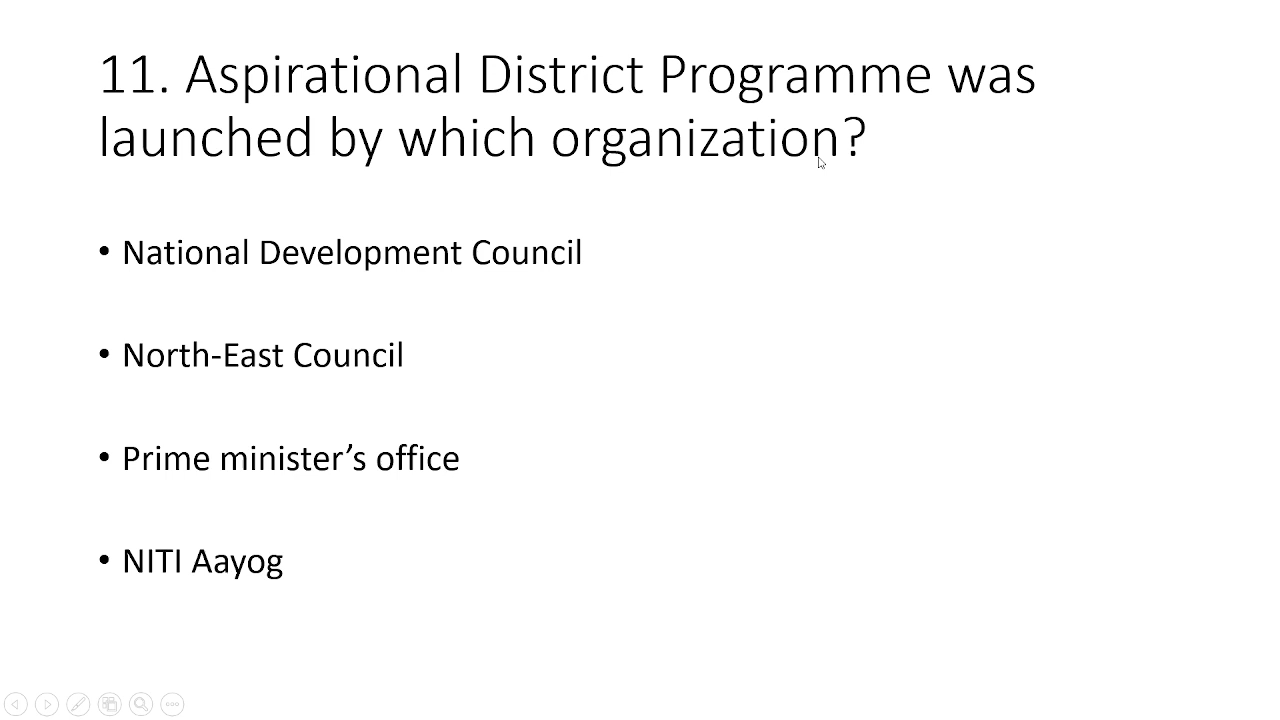 11. Aspirational District Programme was
launched by which organization?
• National Development Council
• North-East Council
• Prime minister’s office
• NITI Aayog